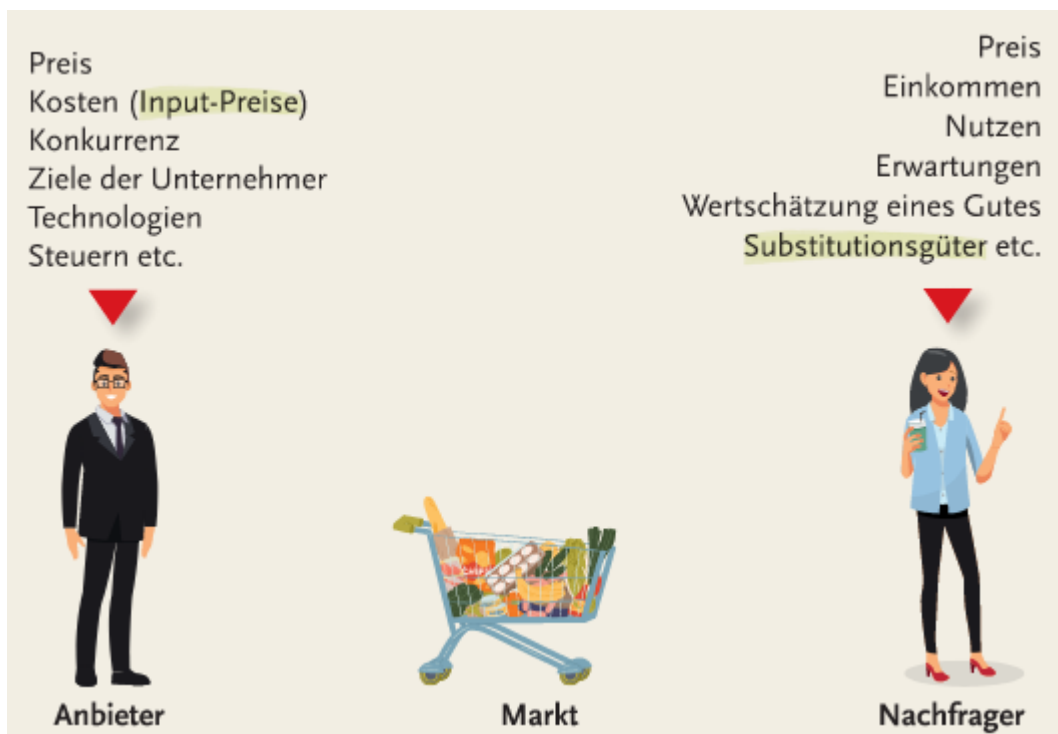 Preis
Kosten (Input-Preise)
Konkurrenz
Ziele der Unternehmer
Technologien
Steuern etc.
Preis
Einkommen
Nutzen
Erwartungen
Wertschätzung eines Gutes
Substitutionsgüter etc.
Anbieter
Markt
Nachfrager